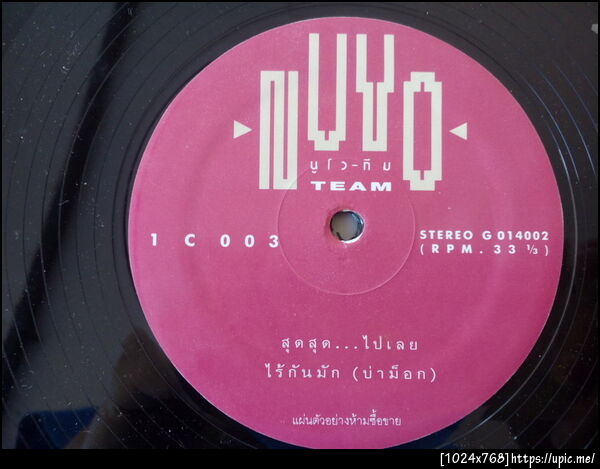 NUVO
นูโว-ทีม
TEAM
1 C 003
STEREO G 014002
(RPM. 33 ⅓)
สุดสุด...ไปเลย
ไร้กันมัก (บ่าม็อก)
แผ่นตัวอย่างห้ามซื้อขาย
[1024x768]https://upic.me/